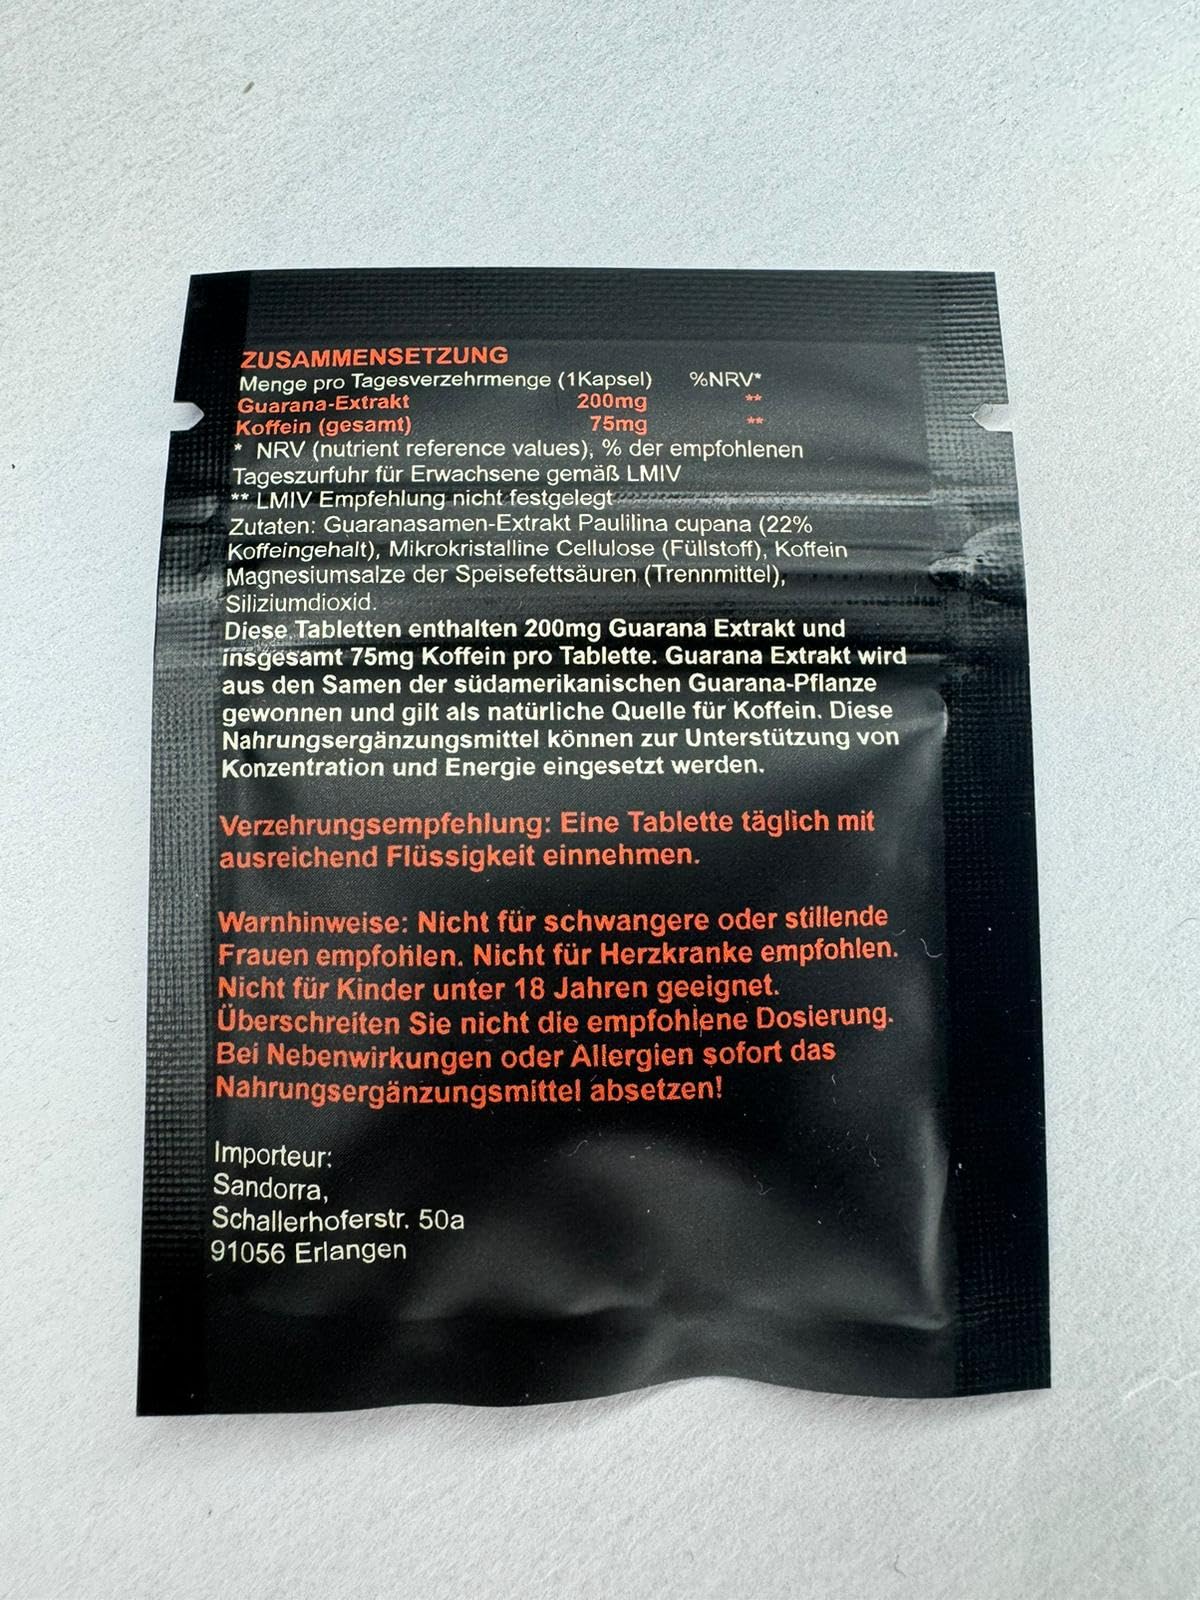 ZUSAMMENSETZUNG
Menge pro Tagesverzehrmenge (1Kapsel) %NRV*
Guarana-Extrakt 200mg **
Koffein (gesamt) 75mg **
* NRV (nutrient reference values), % der empfohlenen
Tageszurfuhr für Erwachsene gemäß LMIV
** LMIV Empfehlung nicht festgelegt
Zutaten: Guaranasamen-Extrakt Paulilina cupana (22%
Koffeingehalt), Mikrokristalline Cellulose (Füllstoff), Koffein
Magnesiumsalze der Speisefettsäuren (Trennmittel),
Siliziumdioxid.
Diese Tabletten enthalten 200mg Guarana Extrakt und
insgesamt 75mg Koffein pro Tablette. Guarana Extrakt wird
aus den Samen der südamerikanischen Guarana-Pflanze
gewonnen und gilt als natürliche Quelle für Koffein. Diese
Nahrungsergänzungsmittel können zur Unterstützung von
Konzentration und Energie eingesetzt werden.
Verzehrungsempfehlung: Eine Tablette täglich mit
ausreichend Flüssigkeit einnehmen.
Warnhinweise: Nicht für schwangere oder stillende
Frauen empfohlen. Nicht für Herzkranke empfohlen.
Nicht für Kinder unter 18 Jahren geeignet.
Überschreiten Sie nicht die empfohlene Dosierung.
Bei Nebenwirkungen oder Allergien sofort das
Nahrungsergänzungsmittel absetzen!
Importeur:
Sandorra,
Schallerhoferstr. 50a
91056 Erlangen